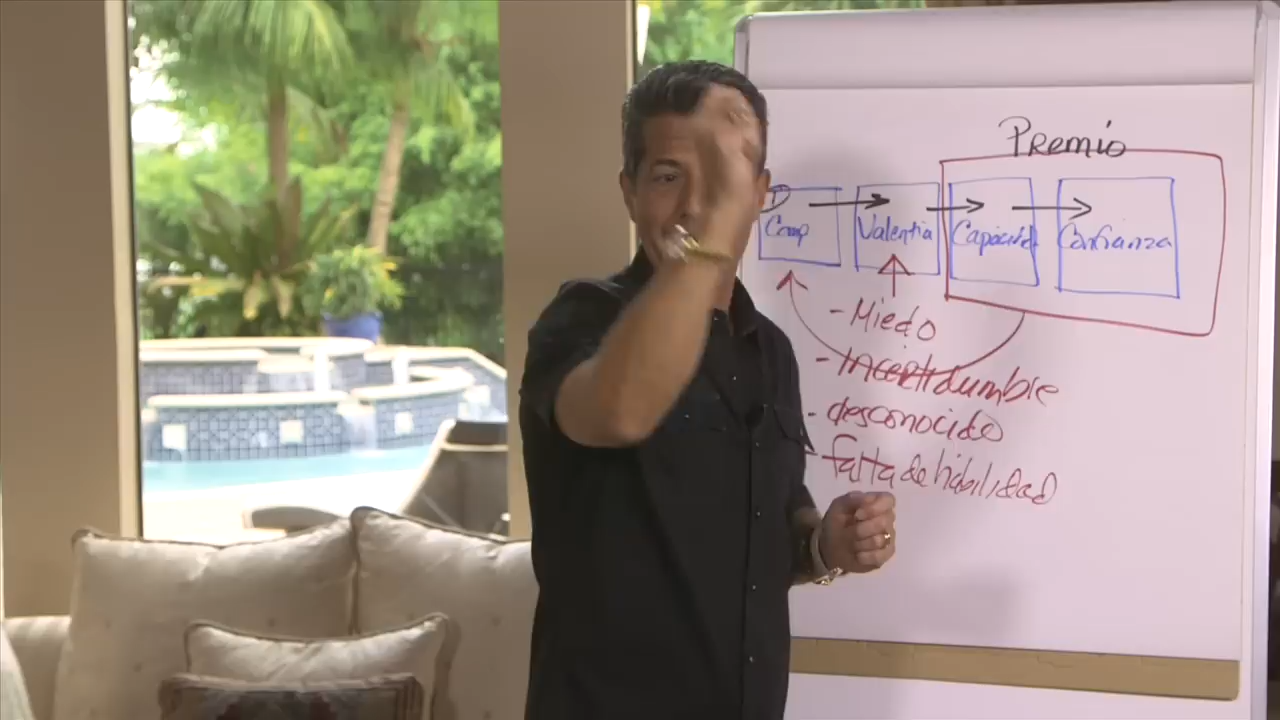 Premio
Comp Valentia Capacidad Confianza
- Miedo
- Incertidumbre
- desconocido
- falta de habilidad